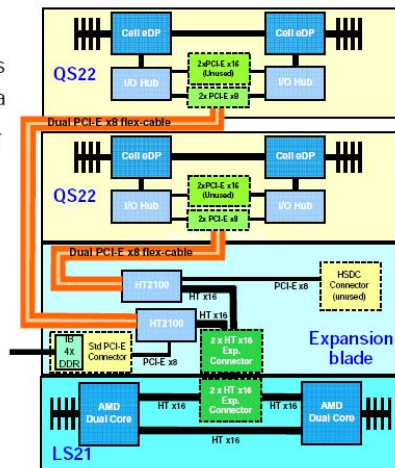 Cell eDP
Cell eDP
2xPCI-E x16
(Unused)
QS22
I/O Hub
I/O Hub
2x PCI-E x8
Dual PCI-E x8 flex-cable
Cell eDP
Cell eDP
2xPCI-E x16
(Unused)
QS22
I/O Hub
I/O Hub
2x PCI-E x8
Dual PCI-E x8 flex-cable
HT2100
HT x16
PCI-E x8
HSDC
Connector
(unused)
HT2100
HT x16
IB
4x
DDR
Std PCI-E
Connector
PCI-E x8
2 x HT x16
Exp.
Connector
Expansion
blade
AMD
Dual Core
HT x16
2 x HT x16
Exp.
Connector
HT x16
AMD
Dual Core
HT x16
LS21